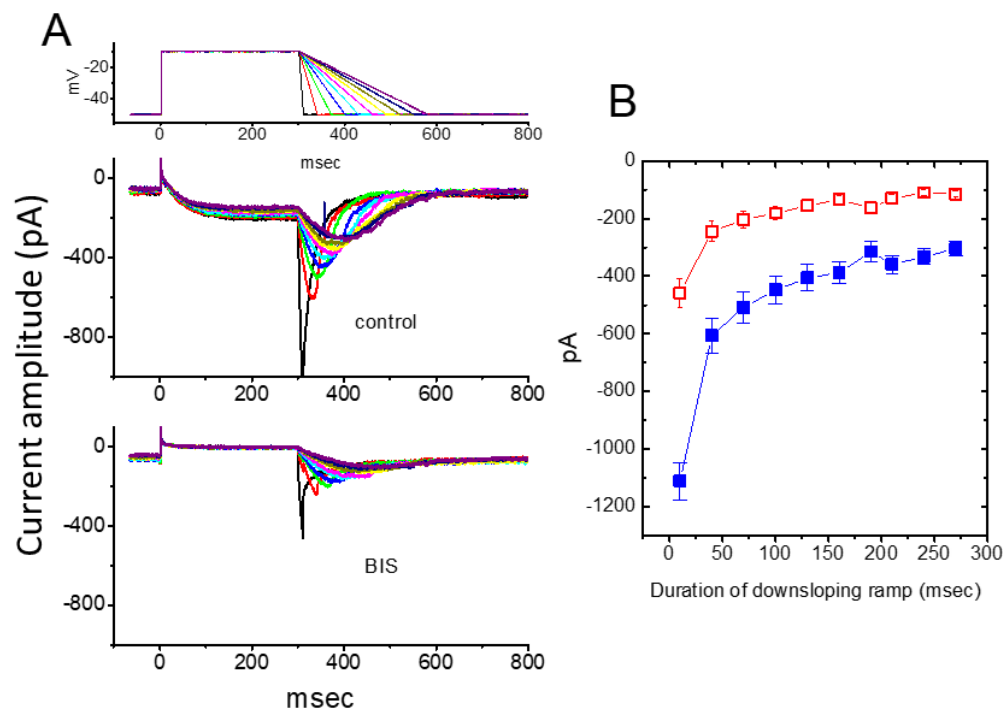 A
mV
-20
-40
0 200 400 600 800
msec
Current amplitude (pA)
0
-400
-800
control
0 200 400 600 800
0
-400
-800
BIS
0 200 400 600 800
msec
B
pA
0
-200
-400
-600
-800
-1000
-1200
0 50 100 150 200 250 300
Duration of downsloping ramp (msec)